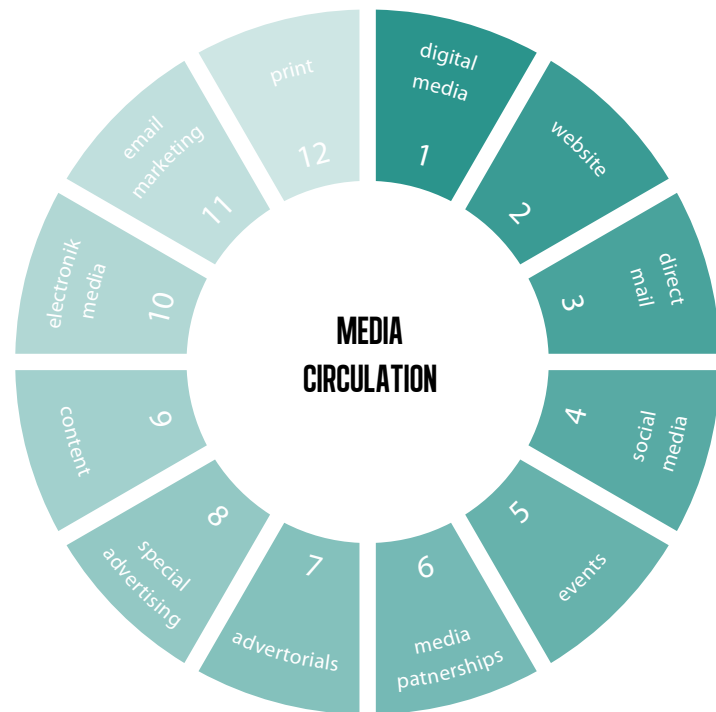 MEDIA
CIRCULATION
digital
media
1
website
2
direct
mail
3
social
media
4
events
5
6
media
patnerships
7
advertorials
8
special
advertising
9
content
10
electronik
media
11
email
marketing
12
print